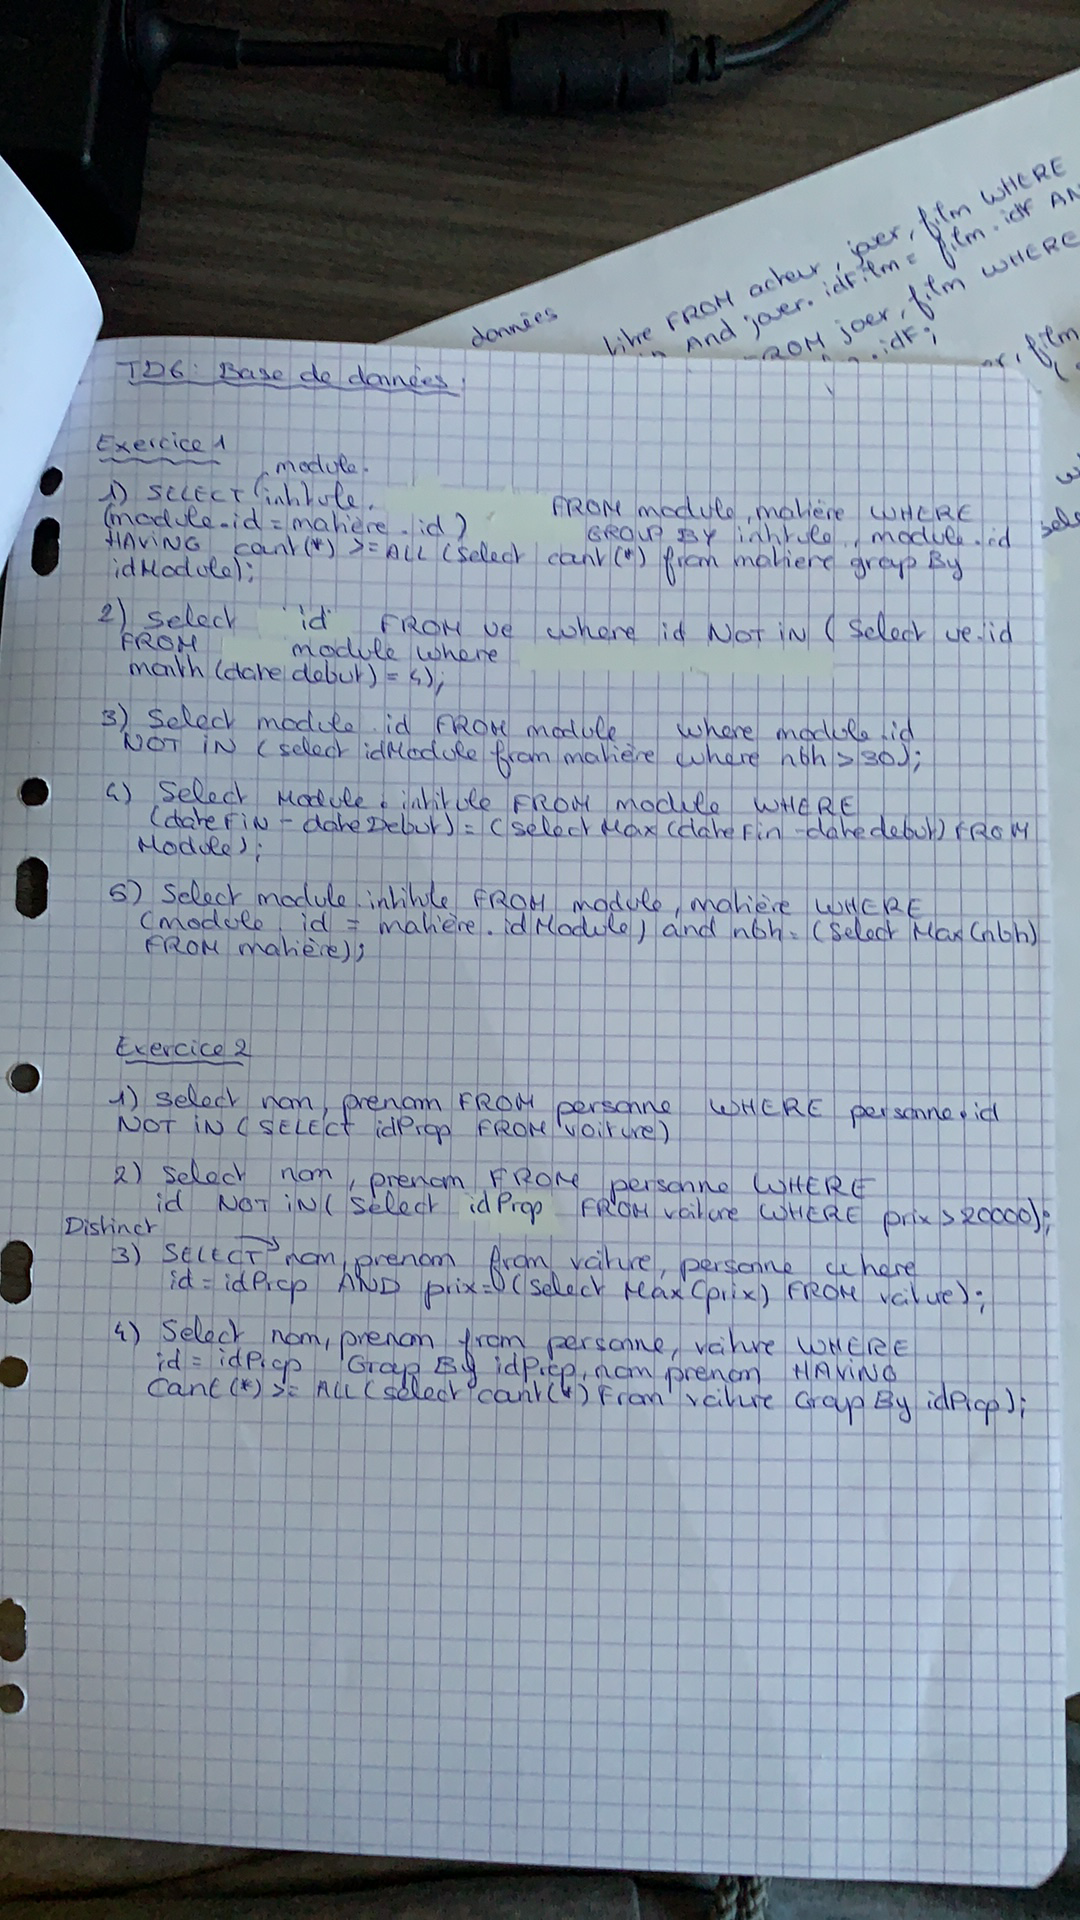 données
titre FROM acteur, jouer, film WHERE
And jouer.idFilm = film.idF AN
ROM jouer, film WHERE
.idF;
film
TD6: Base de données.
Exercice 1
module.
1) SELECT intitule, FROM module, matière WHERE
(module.id = matière.id) GROUP BY intitule, module.id
HAVING count(*) >= ALL (select count(*) from matiere group By
idModule);
2) Select id FROM ue where id NOT iN ( Select ue.id
FROM module where
month (date debut) = 4);
3) Select module.id FROM module where module.id
NOT iN ( select idModule from matière where nbh > 30);
4) Select Module.intitule FROM module WHERE
(dateFiN - dateDebut) = (select Max (dateFin - datedebut) FROM
Module);
5) Select module.intitule FROM module, matière WHERE
(module.id = matière.idModule) and nbh = (Select Max (nbh)
FROM matière);
Exercice 2
1) Select nom, prenom FROM personne WHERE personne.id
NOT iN ( SELECT idProp FROM voiture)
2) Select nom, prenom FROM personne WHERE
id NOT iN ( Select idProp FROM voiture WHERE prix > 20000);
Distinct
3) SELECT nom, prenom from voiture, personne where
id = idProp AND prix = (select Max (prix) FROM voiture);
4) Select nom, prenom from personne, voiture WHERE
id = idProp Group By idProp, nom, prenom HAViNG
Count (*) >= ALL ( select count(*) From voiture Group By idProp);